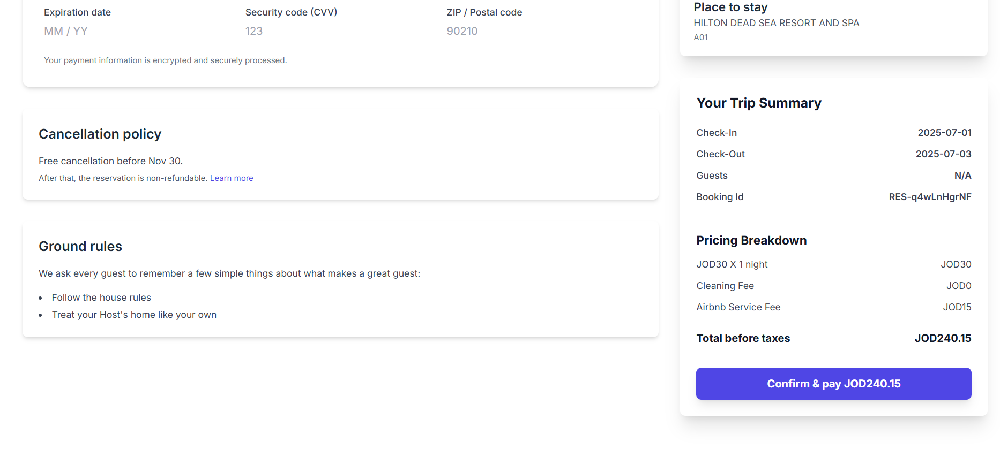 Expiration date
Security code (CVV)
ZIP / Postal code
MM / YY
123
90210
Your payment information is encrypted and securely processed.
Cancellation policy
Free cancellation before Nov 30.
After that, the reservation is non-refundable. Learn more
Ground rules
We ask every guest to remember a few simple things about what makes a great guest:
• Follow the house rules
• Treat your Host's home like your own
Place to stay
HILTON DEAD SEA RESORT AND SPA
A01
Your Trip Summary
Check-In 2025-07-01
Check-Out 2025-07-03
Guests N/A
Booking Id RES-q4wLnHgrNF
Pricing Breakdown
JOD30 X 1 night JOD30
Cleaning Fee JOD0
Airbnb Service Fee JOD15
Total before taxes JOD240.15
Confirm & pay JOD240.15